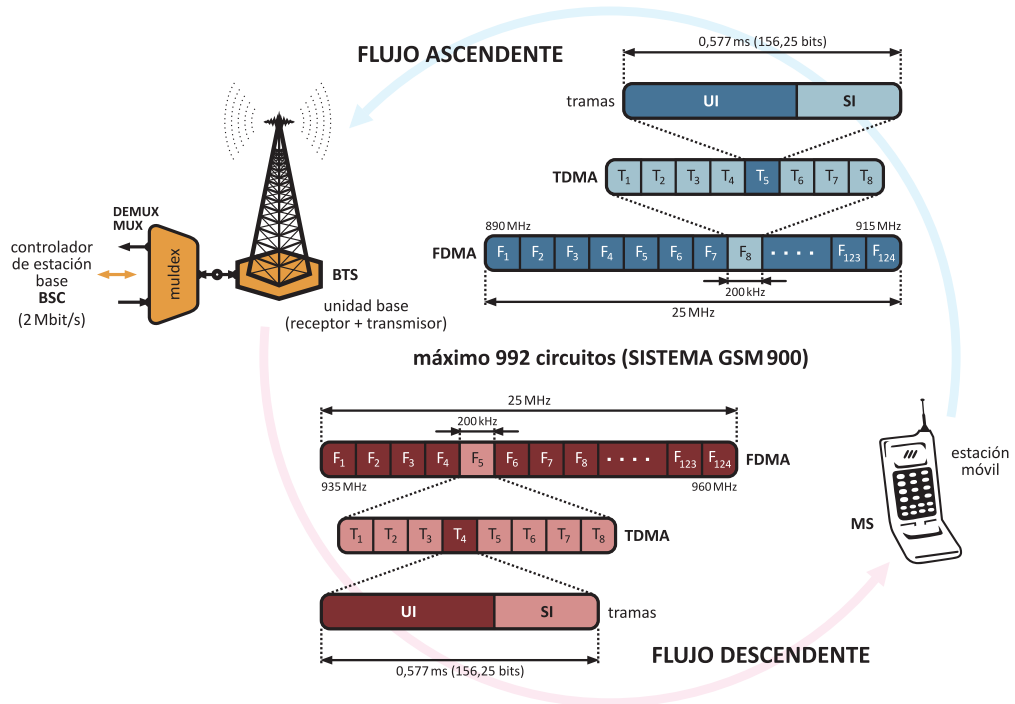 FLUJO ASCENDENTE
0,577 ms (156,25 bits)
tramas
UI
SI
TDMA
T1 T2 T3 T4 T5 T6 T7 T8
890 MHz
915 MHz
FDMA
F1 F2 F3 F4 F5 F6 F7 F8 · · · · F123 F124
200 kHz
25 MHz
DEMUX
MUX
controlador
de estación
base
BSC
(2 Mbit/s)
muldex
BTS
unidad base
(receptor + transmisor)
máximo 992 circuitos (SISTEMA GSM 900)
25 MHz
200 kHz
F1 F2 F3 F4 F5 F6 F7 F8 · · · · F123 F124
FDMA
935 MHz
960 MHz
T1 T2 T3 T4 T5 T6 T7 T8
TDMA
UI
SI
tramas
0,577 ms (156,25 bits)
estación
móvil
MS
FLUJO DESCENDENTE